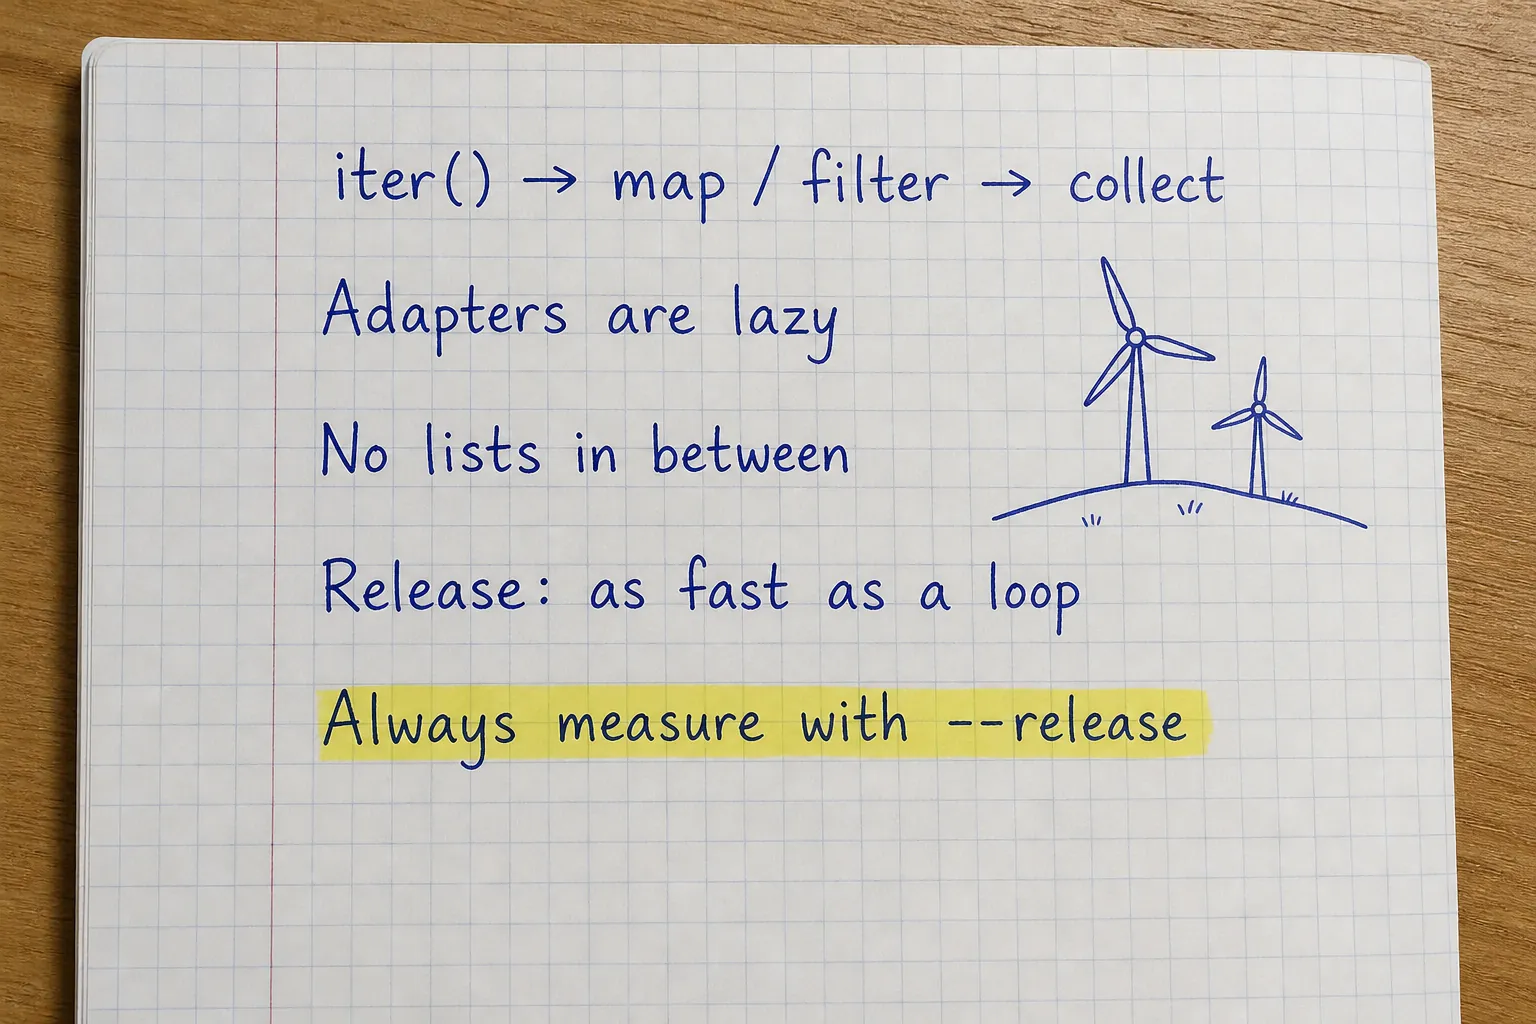 iter() → map / filter → collect
Adapters are lazy
No lists in between
Release: as fast as a loop
Always measure with --release